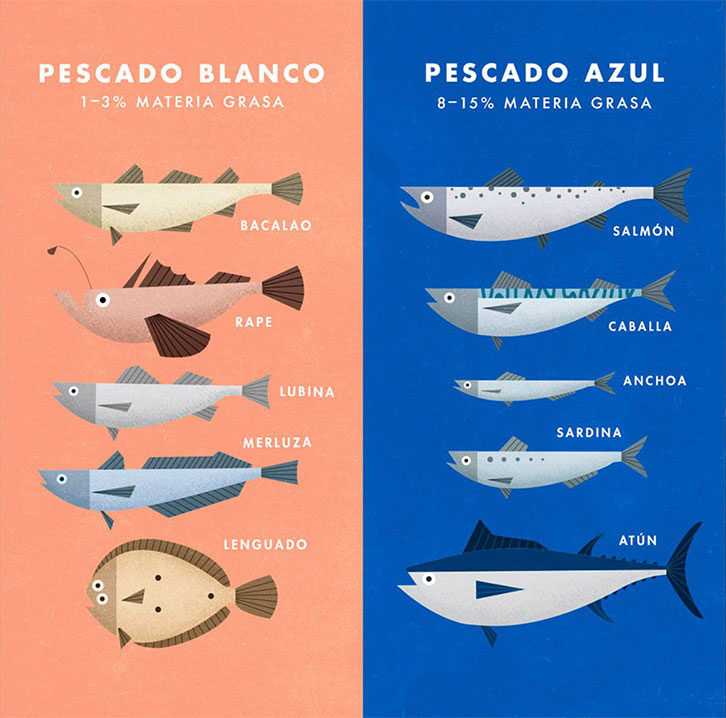 PESCADO BLANCO
1–3% MATERIA GRASA
BACALAO
RAPE
LUBINA
MERLUZA
LENGUADO
PESCADO AZUL
8–15% MATERIA GRASA
SALMÓN
CABALLA
ANCHOA
SARDINA
ATÚN